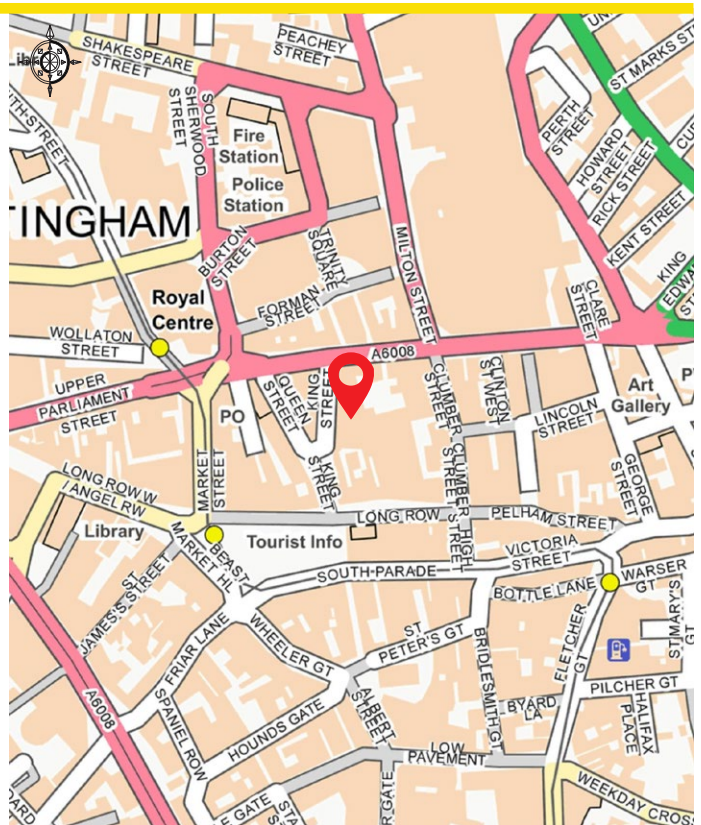 PEACHEY
STREET
SHAKESPEARE
STREET
SOUTH
SHERWOOD
STREET
ST MARKS ST
PERTH
STREET
HOWARD
STREET
RICK STREET
KENT STREET
KING
EDWA
Fire
Station
Police
Station
TINGHAM
BURTON
STREET
TRINITY
SQUARE
MILTON STREET
CLARE
STREET
FORMAN
STREET
Royal
Centre
WOLLATON
STREET
A6008
UPPER
PARLIAMENT
STREET
PO
QUEEN
STREET
KING
STREET
KING
STREET
CLUMBER
STREET
CLINTON
ST WEST
LINCOLN
STREET
Art
Gallery
GEORGE
STREET
MARKET
STREET
LONG ROW W
/ ANGEL RW
Library
BEAST
MARKET HL
Tourist Info
LONG ROW
CLUMBER
STREET
HIGH
STREET
PELHAM STREET
VICTORIA
STREET
SOUTH PARADE
BOTTLE LANE
WARSER
GT
ST
JAMES'S STREET
FRIAR LANE
WHEELER GT
ST
PETER'S GT
BRIDLESMITH GT
FLETCHER
GT
ST MARY'S
GT
A6008
SPANIEL ROW
HOUNDS GATE
ALBERT
STREET
BYARD
LA
PILCHER GT
HALIFAX
PLACE
LOW
PAVEMENT
WEEKDAY CROS